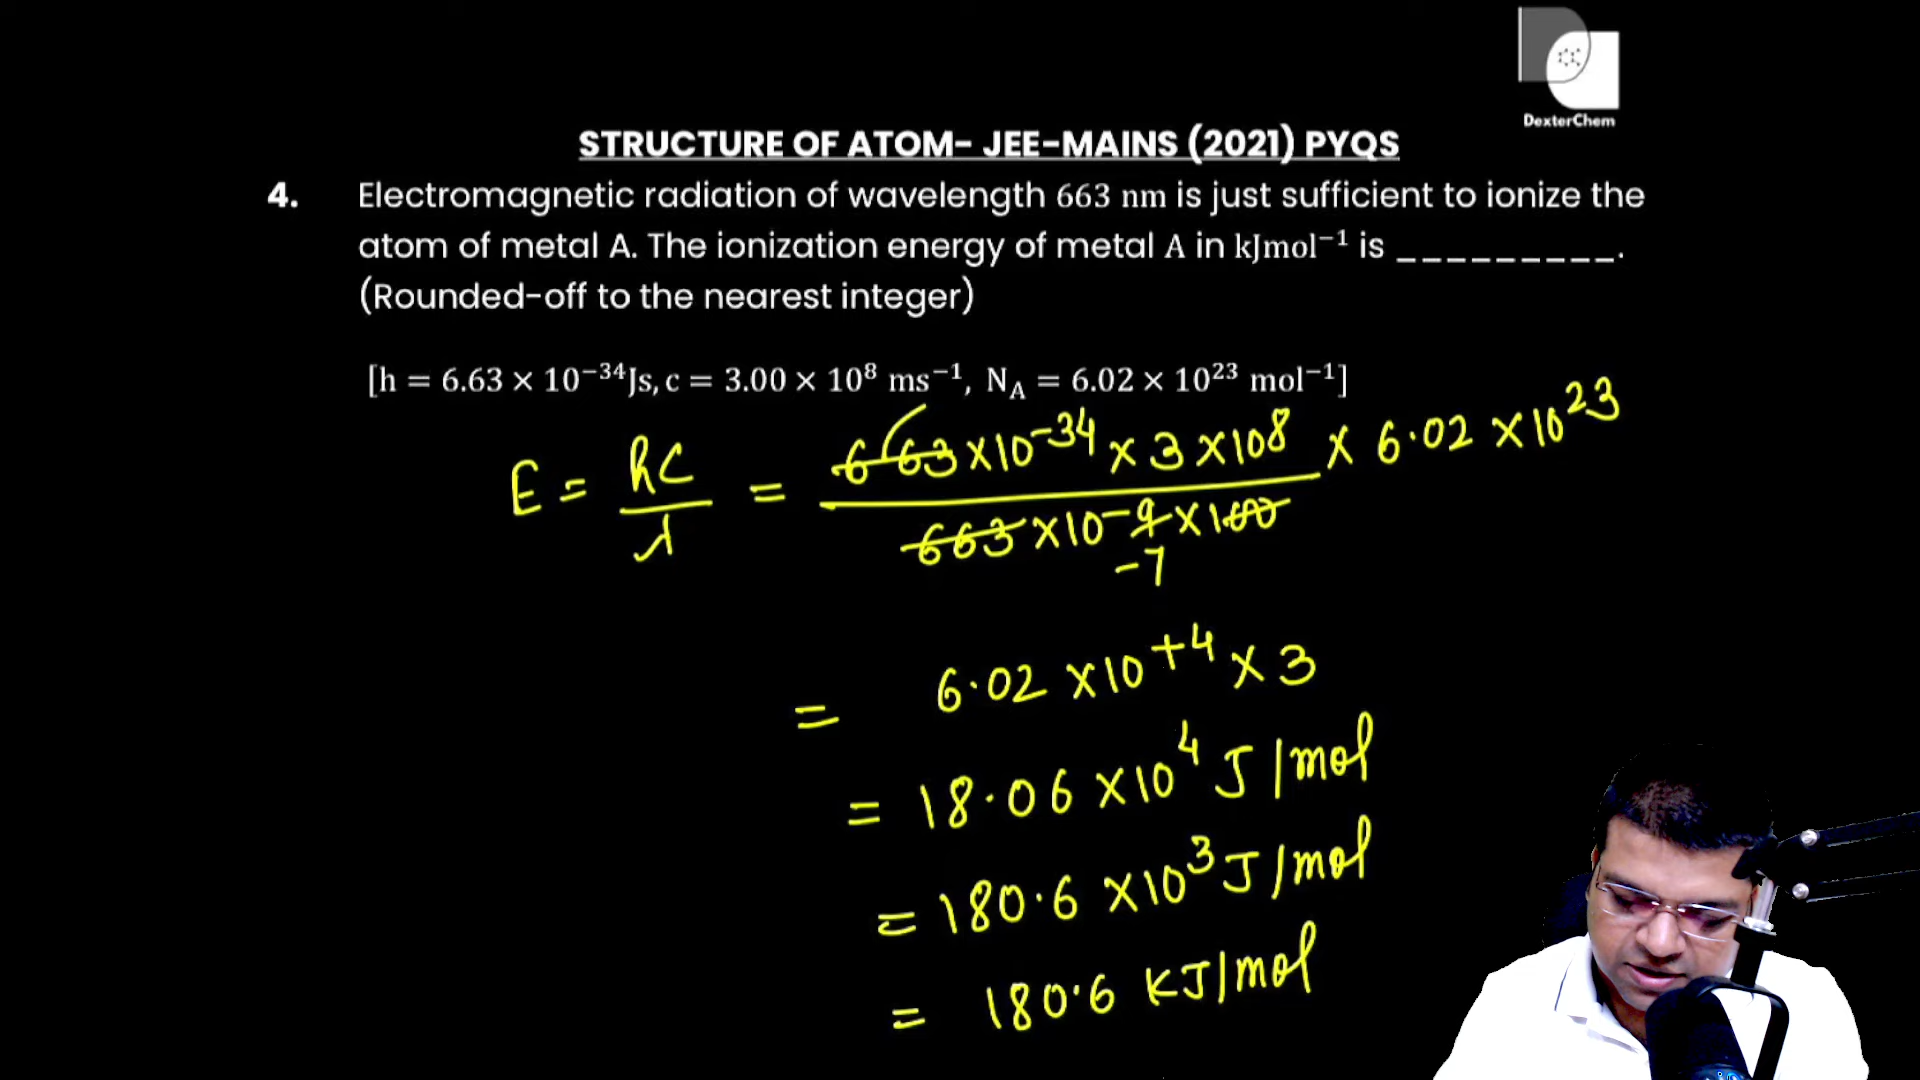 DexterChem
STRUCTURE OF ATOM- JEE-MAINS (2021) PYQS
4. Electromagnetic radiation of wavelength 663 nm is just sufficient to ionize the
atom of metal A. The ionization energy of metal A in kJmol⁻¹ is _________.
(Rounded-off to the nearest integer)
[h = 6.63 × 10⁻³⁴Js, c = 3.00 × 10⁸ ms⁻¹, N_A = 6.02 × 10²³ mol⁻¹]
E = hc/λ = 663 × 10⁻³⁴ × 3 × 10⁸ / 663 × 10⁻⁹ × 100 × 6.02 × 10²³
-7
= 6.02 × 10⁺⁴ × 3
= 18.06 × 10⁴ J/mol
= 180.6 × 10³ J/mol
= 180.6 KJ/mol